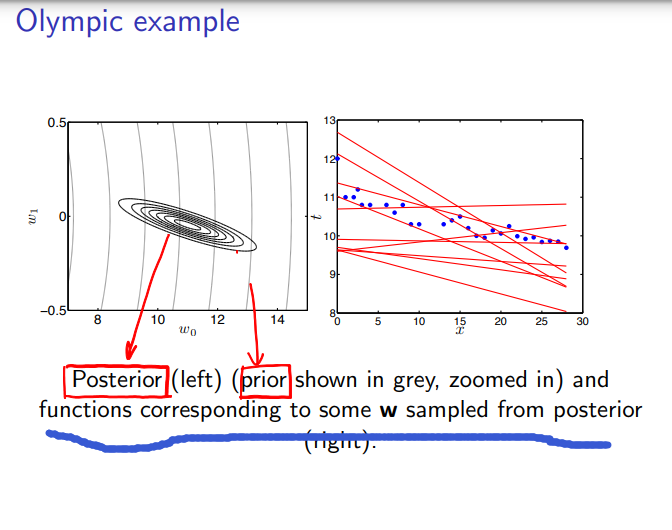 Olympic example
0.5
0
−0.5
w1
8 10 12 14
w0
13
12
11
10
9
8
t
0 5 10 15 20 25 30
x
Posterior (left) (prior shown in grey, zoomed in) and
functions corresponding to some w sampled from posterior
(right).